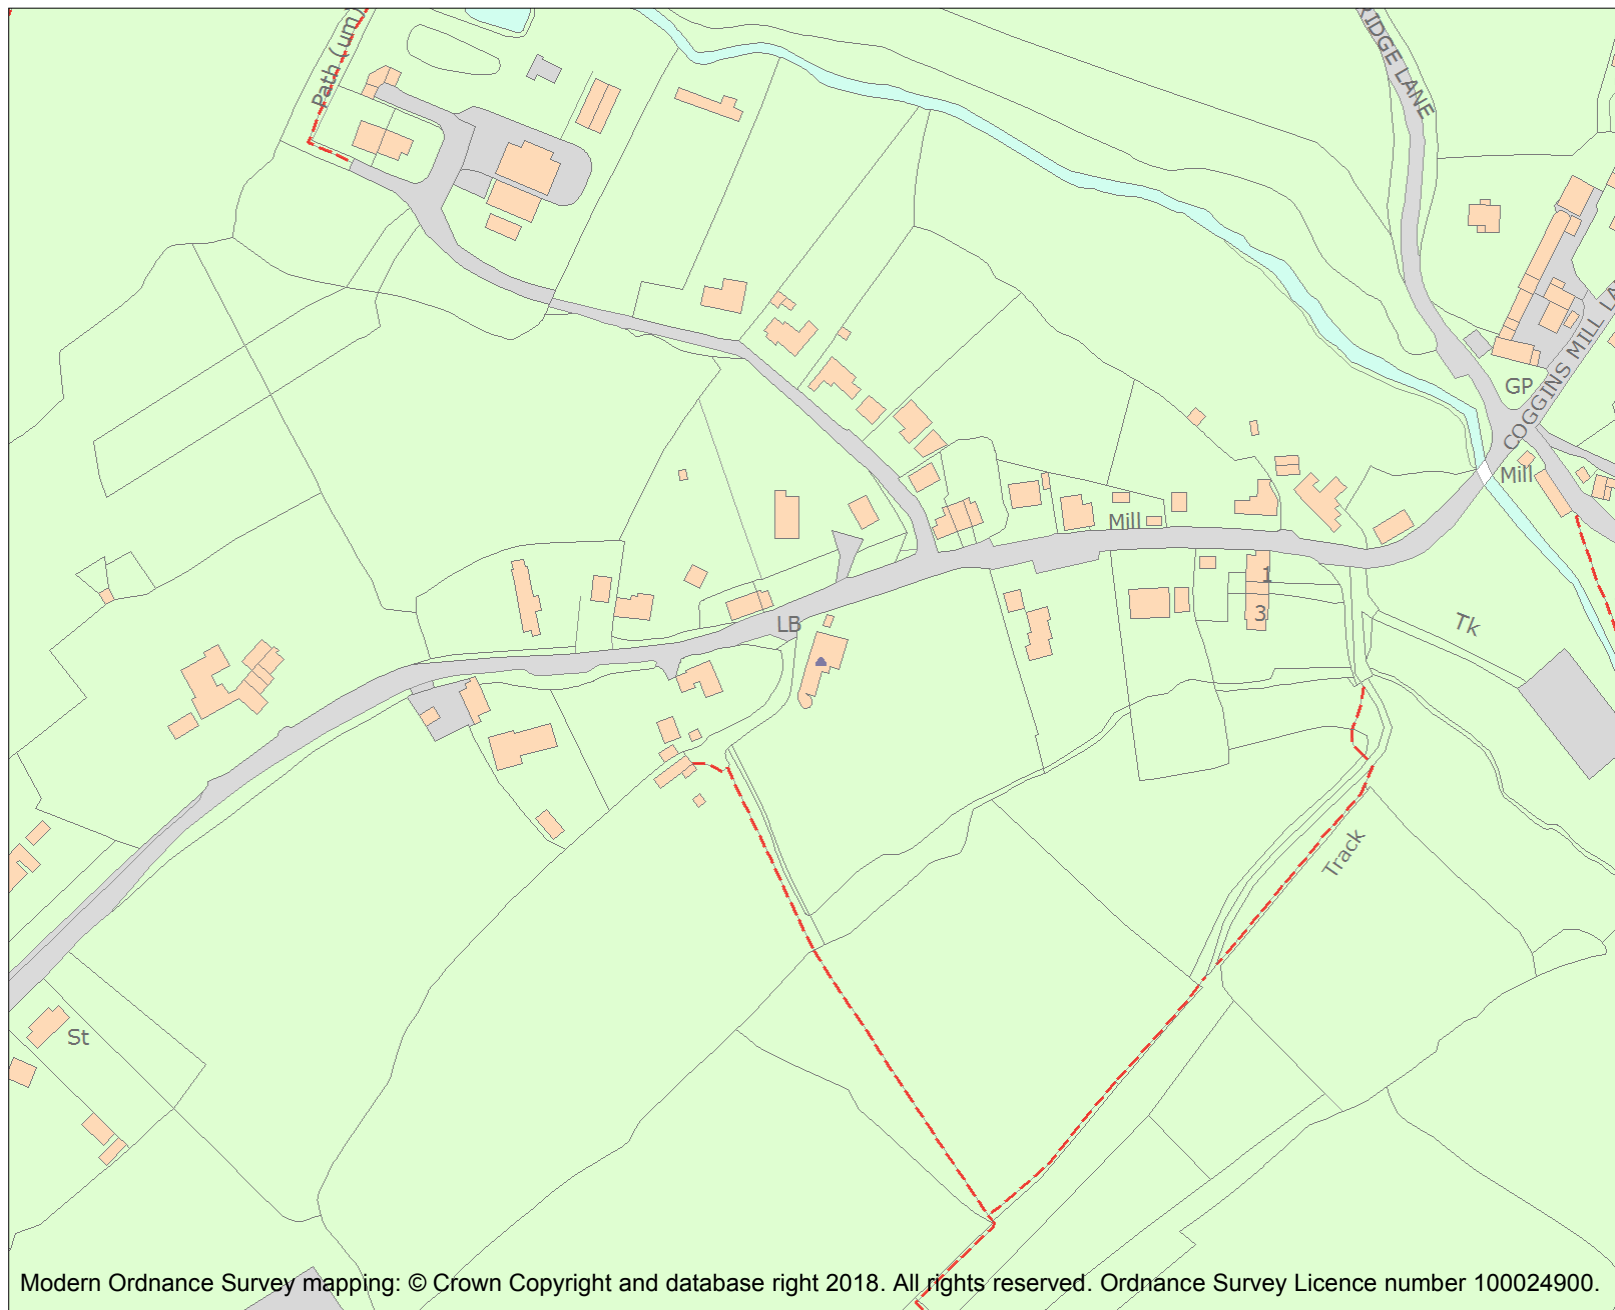 Path (um)
RIDGE LANE
COGGINS MILL LA
GP
Mill
Mill
1
3
LB
Tk
Track
St
Modern Ordnance Survey mapping: © Crown Copyright and database right 2018. All rights reserved. Ordnance Survey Licence number 100024900.